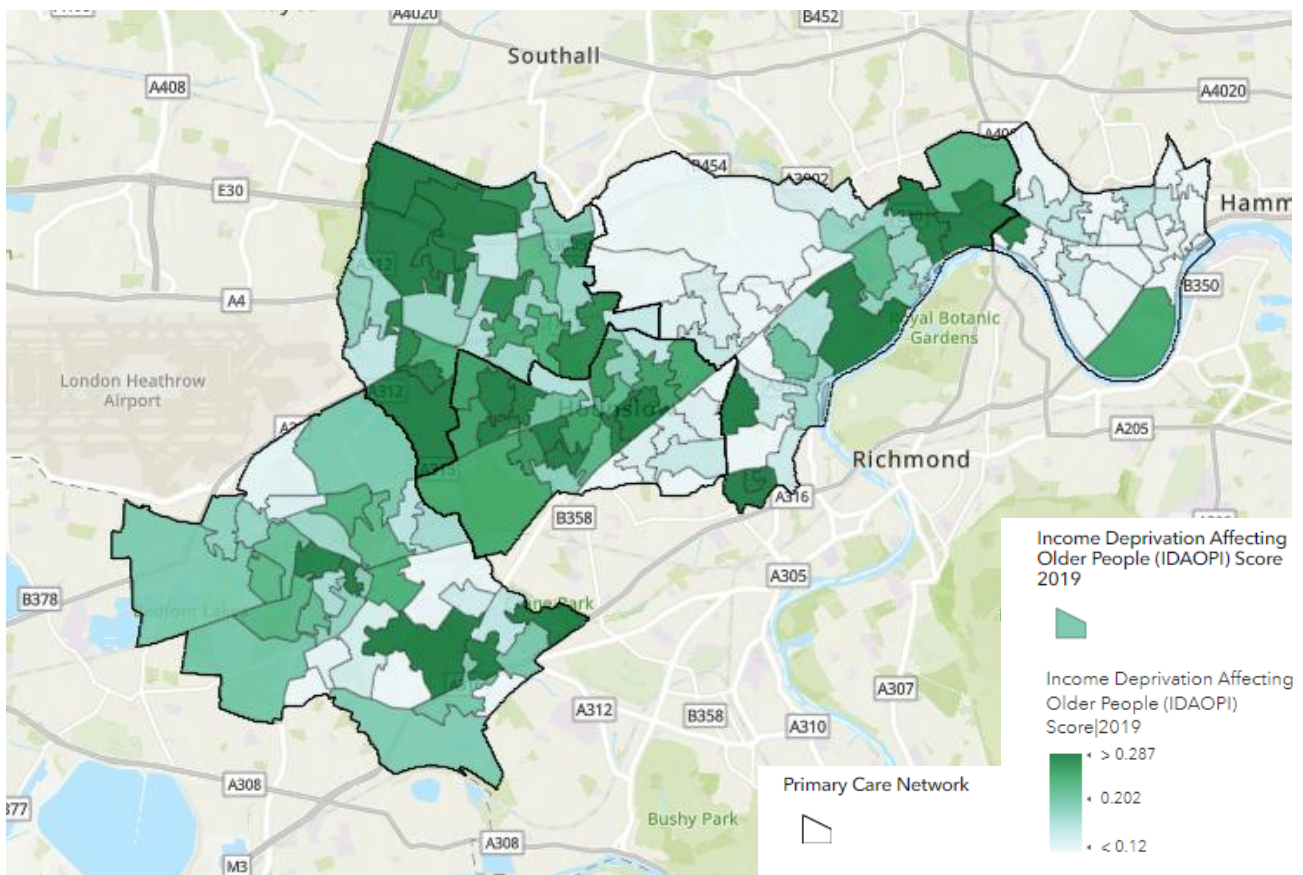 A4020
B452
Southall
A408
A4020
B454
E30
Hamm
A4
B350
Royal Botanic
Gardens
London Heathrow
Airport
A312
Hounslow
A205
Richmond
A316
B358
A305
B378
A307
A312
B358
A310
A308
Bushy Park
A308
M3
Income Deprivation Affecting
Older People (IDAOPI) Score
2019
Income Deprivation Affecting
Older People (IDAOPI)
Score|2019
> 0.287
0.202
< 0.12
Primary Care Network